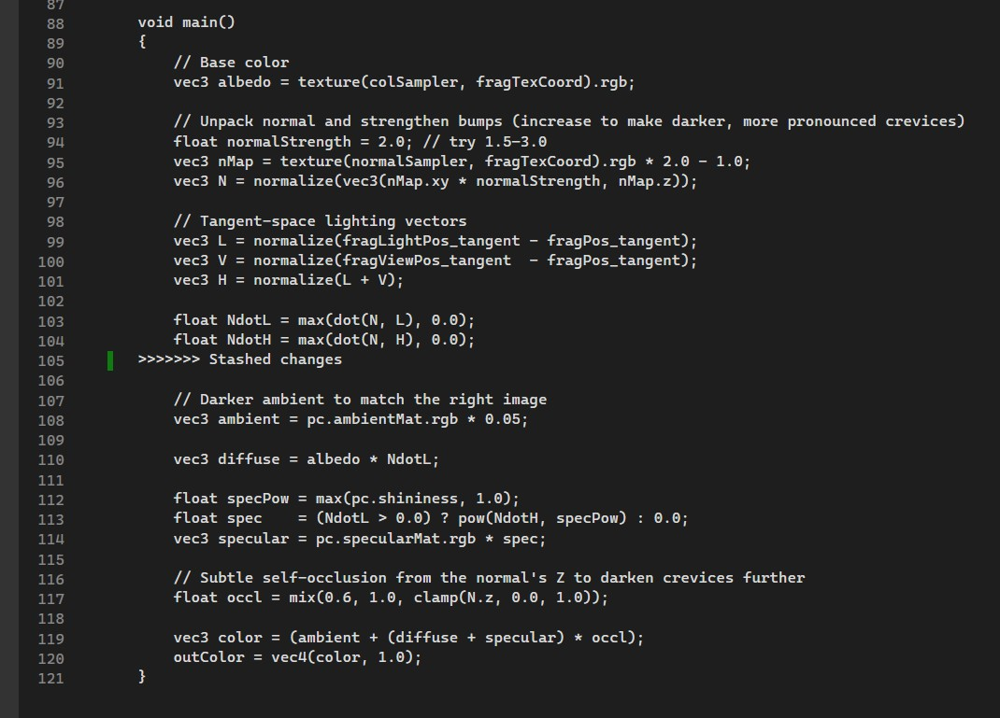 87
88 void main()
89 {
90 // Base color
91 vec3 albedo = texture(colSampler, fragTexCoord).rgb;
92
93 // Unpack normal and strengthen bumps (increase to make darker, more pronounced crevices)
94 float normalStrength = 2.0; // try 1.5-3.0
95 vec3 nMap = texture(normalSampler, fragTexCoord).rgb * 2.0 - 1.0;
96 vec3 N = normalize(vec3(nMap.xy * normalStrength, nMap.z));
97
98 // Tangent-space lighting vectors
99 vec3 L = normalize(fragLightPos_tangent - fragPos_tangent);
100 vec3 V = normalize(fragViewPos_tangent  - fragPos_tangent);
101 vec3 H = normalize(L + V);
102
103 float NdotL = max(dot(N, L), 0.0);
104 float NdotH = max(dot(N, H), 0.0);
105 >>>>>>> Stashed changes
106
107 // Darker ambient to match the right image
108 vec3 ambient = pc.ambientMat.rgb * 0.05;
109
110 vec3 diffuse = albedo * NdotL;
111
112 float specPow = max(pc.shininess, 1.0);
113 float spec    = (NdotL > 0.0) ? pow(NdotH, specPow) : 0.0;
114 vec3 specular = pc.specularMat.rgb * spec;
115
116 // Subtle self-occlusion from the normal's Z to darken crevices further
117 float occl = mix(0.6, 1.0, clamp(N.z, 0.0, 1.0));
118
119 vec3 color = (ambient + (diffuse + specular) * occl);
120 outColor = vec4(color, 1.0);
121 }